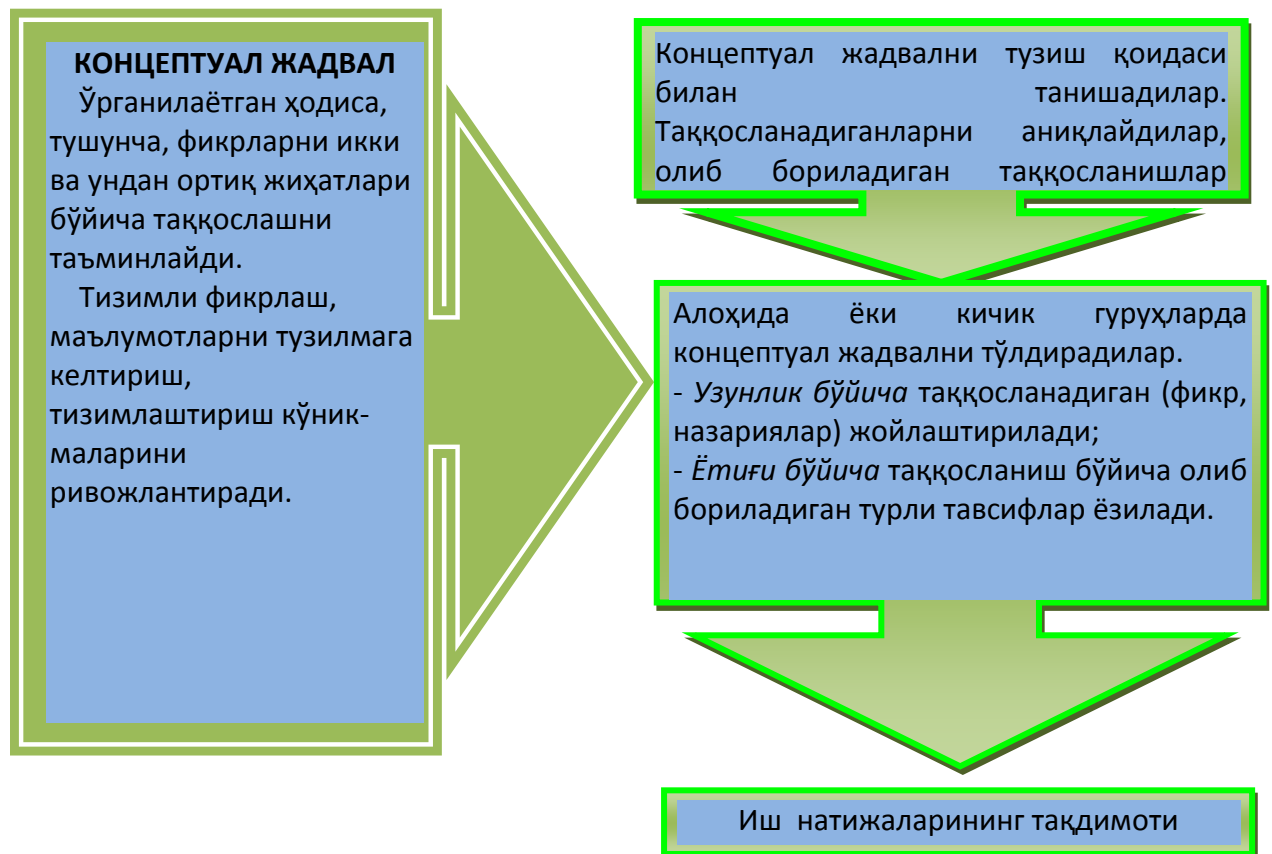 КОНЦЕПТУАЛ ЖАДВАЛ
Ўрганилаётган ҳодиса,
тушунча, фикрларни икки
ва ундан ортиқ жиҳатлари
бўйича таққослашни
таъминлайди.
Тизимли фикрлаш,
маълумотларни тузилмага
келтириш,
тизимлаштириш кўник-
маларини
ривожлантиради.
Концептуал жадвални тузиш қоидаси
билан танишадилар.
Таққосланадиганларни аниқлайдилар,
олиб бориладиган таққосланишлар
Алоҳида ёки кичик гуруҳларда
концептуал жадвални тўлдирадилар.
- Узунлик бўйича таққосланадиган (фикр,
назариялар) жойлаштирилади;
- Ётиғи бўйича таққосланиш бўйича олиб
бориладиган турли тавсифлар ёзилади.
Иш натижаларининг тақдимоти